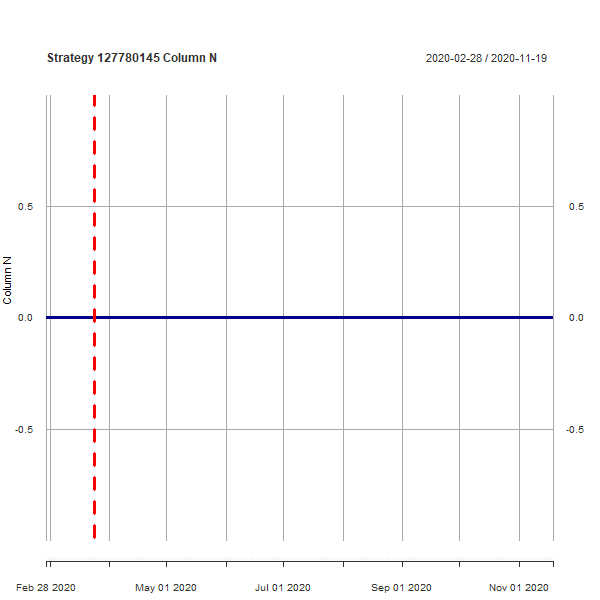 Strategy 127780145 Column N
2020-02-28 / 2020-11-19
Column N
0.5
0.0
-0.5
0.5
0.0
-0.5
Feb 28 2020
May 01 2020
Jul 01 2020
Sep 01 2020
Nov 01 2020